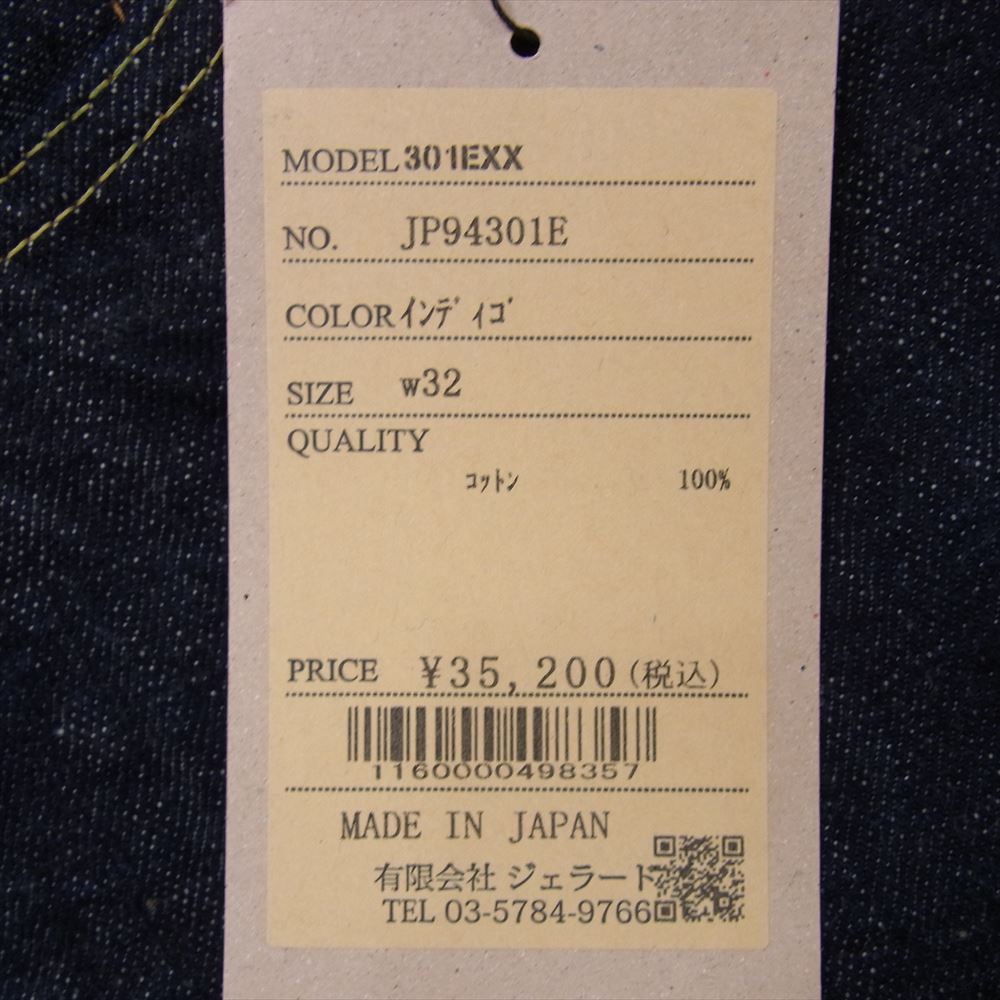 MODEL 301EXX
NO. JP94301E
COLOR ｲﾝﾃﾞｨｺﾞ
SIZE w32
QUALITY
ｺｯﾄﾝ 100%
PRICE ¥35,200(税込)
1160000498357
MADE IN JAPAN
有限会社 ジェラード
TEL 03-5784-9766